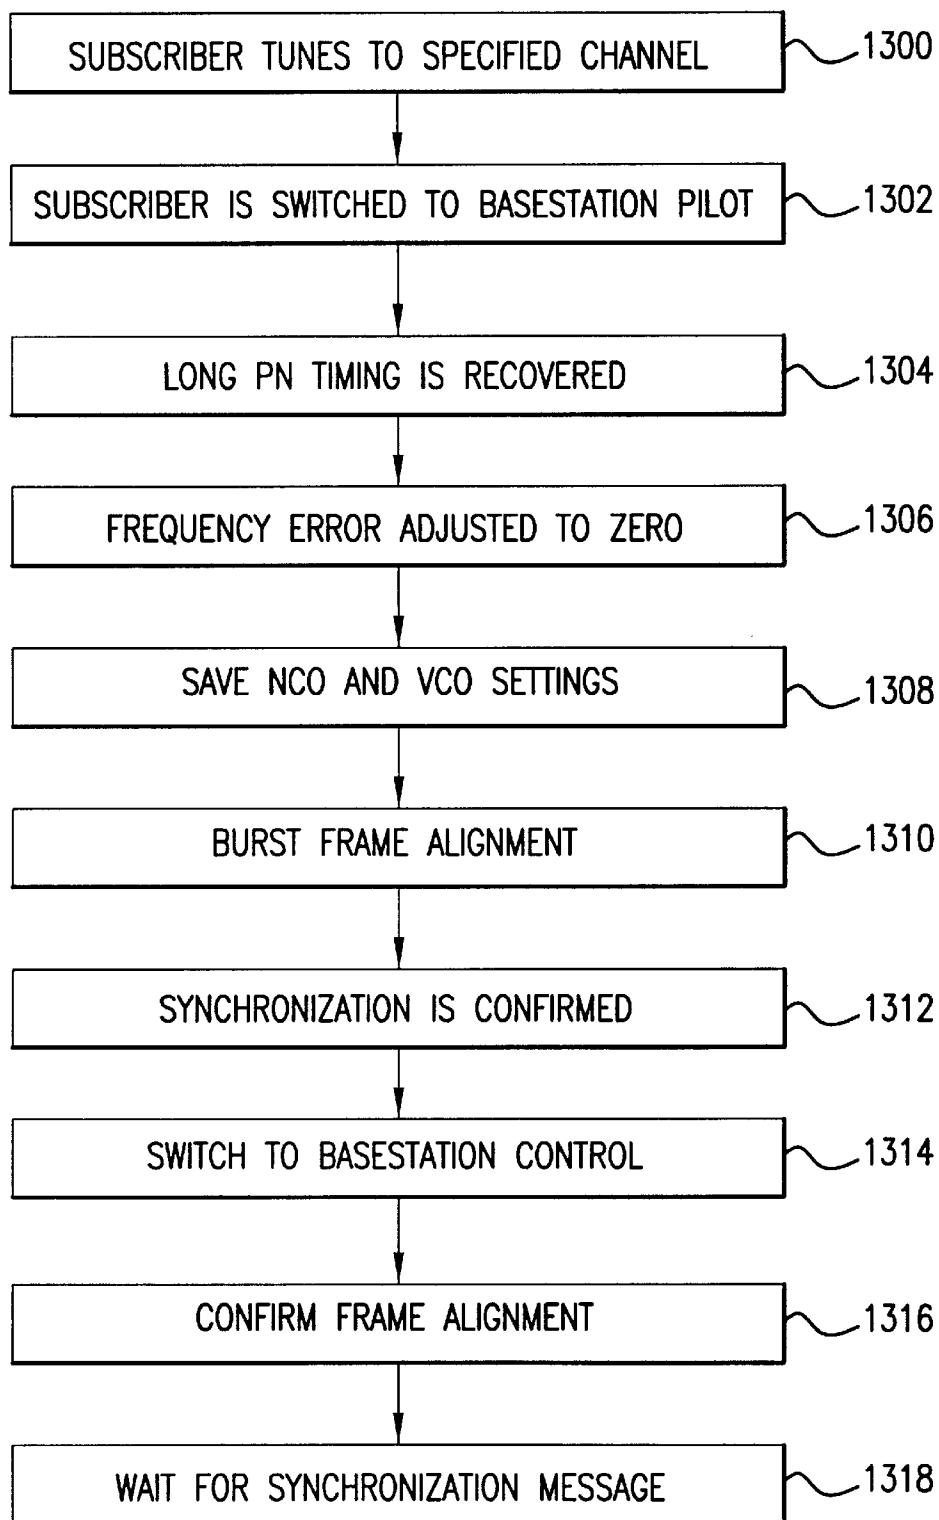 SUBSCRIBER TUNES TO SPECIFIED CHANNEL 1300
SUBSCRIBER IS SWITCHED TO BASESTATION PILOT 1302
LONG PN TIMING IS RECOVERED 1304
FREQUENCY ERROR ADJUSTED TO ZERO 1306
SAVE NCO AND VCO SETTINGS 1308
BURST FRAME ALIGNMENT 1310
SYNCHRONIZATION IS CONFIRMED 1312
SWITCH TO BASESTATION CONTROL 1314
CONFIRM FRAME ALIGNMENT 1316
WAIT FOR SYNCHRONIZATION MESSAGE 1318